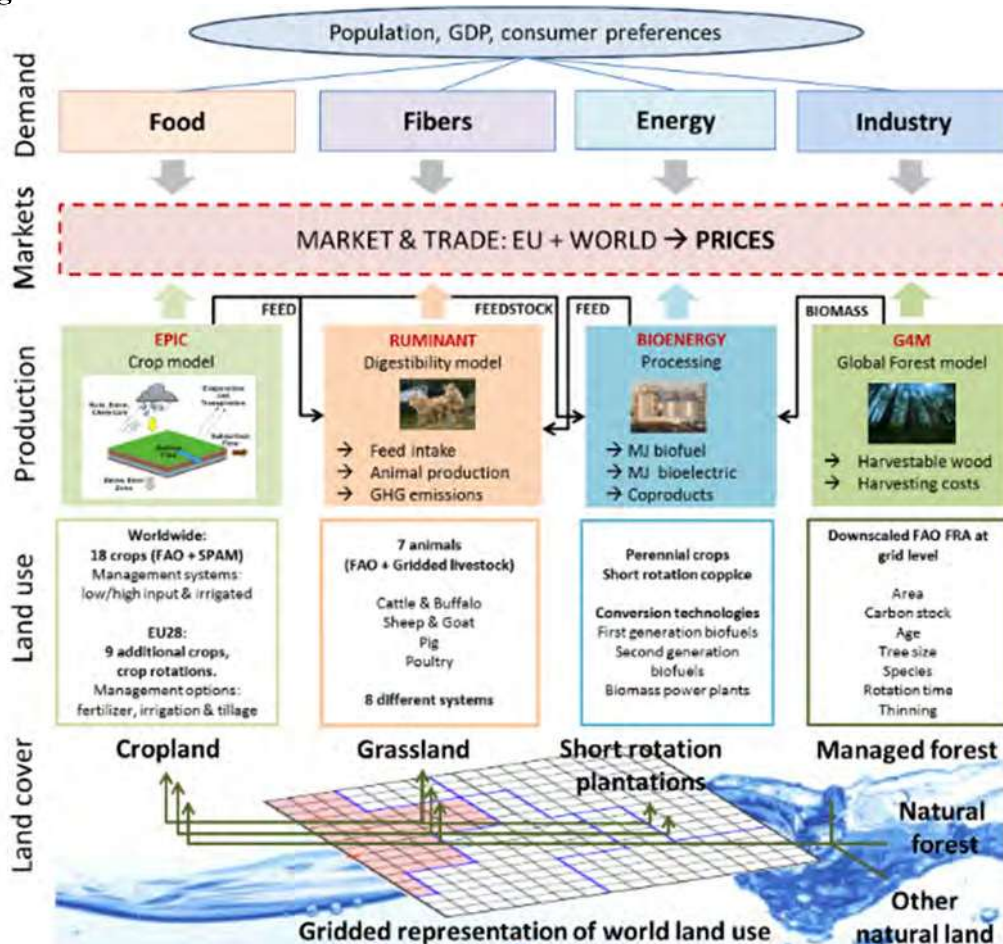 Population, GDP, consumer preferences
Demand
Food
Fibers
Energy
Industry
Markets
MARKET & TRADE: EU + WORLD → PRICES
FEED
FEEDSTOCK
FEED
BIOMASS
Production
EPIC
Crop model
RUMINANT
Digestibility model
→ Feed intake
→ Animal production
→ GHG emissions
BIOENERGY
Processing
→ MJ biofuel
→ MJ bioelectric
→ Coproducts
G4M
Global Forest model
→ Harvestable wood
→ Harvesting costs
Land use
Worldwide:
18 crops (FAO + SPAM)
Management systems:
low/high input & irrigated
EU28:
9 additional crops,
crop rotations.
Management options:
fertilizer, irrigation & tillage
7 animals
(FAO + Gridded livestock)
Cattle & Buffalo
Sheep & Goat
Pig
Poultry
8 different systems
Perennial crops
Short rotation coppice
Conversion technologies
First generation biofuels
Second generation
biofuels
Biomass power plants
Downscaled FAO FRA at
grid level
Area
Carbon stock
Age
Tree size
Species
Rotation time
Thinning
Land cover
Cropland
Grassland
Short rotation
plantations
Managed forest
Natural
forest
Other
natural land
Gridded representation of world land use